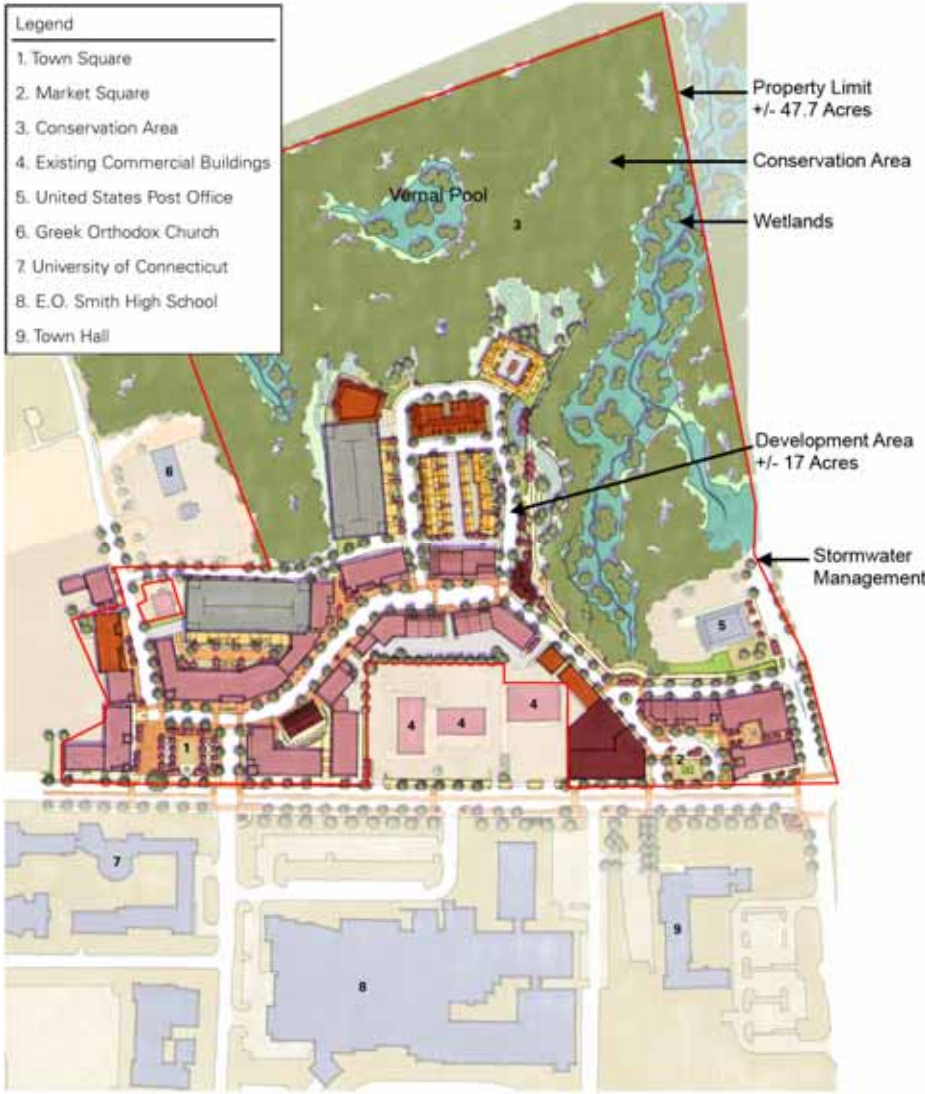 Legend
1. Town Square
2. Market Square
3. Conservation Area
4. Existing Commercial Buildings
5. United States Post Office
6. Greek Orthodox Church
7. University of Connecticut
8. E.O. Smith High School
9. Town Hall
Property Limit
+/- 47.7 Acres
Conservation Area
Vernal Pool
3
Wetlands
Development Area
+/- 17 Acres
6
Stormwater
Management
5
4
4
4
1
2
7
9
8